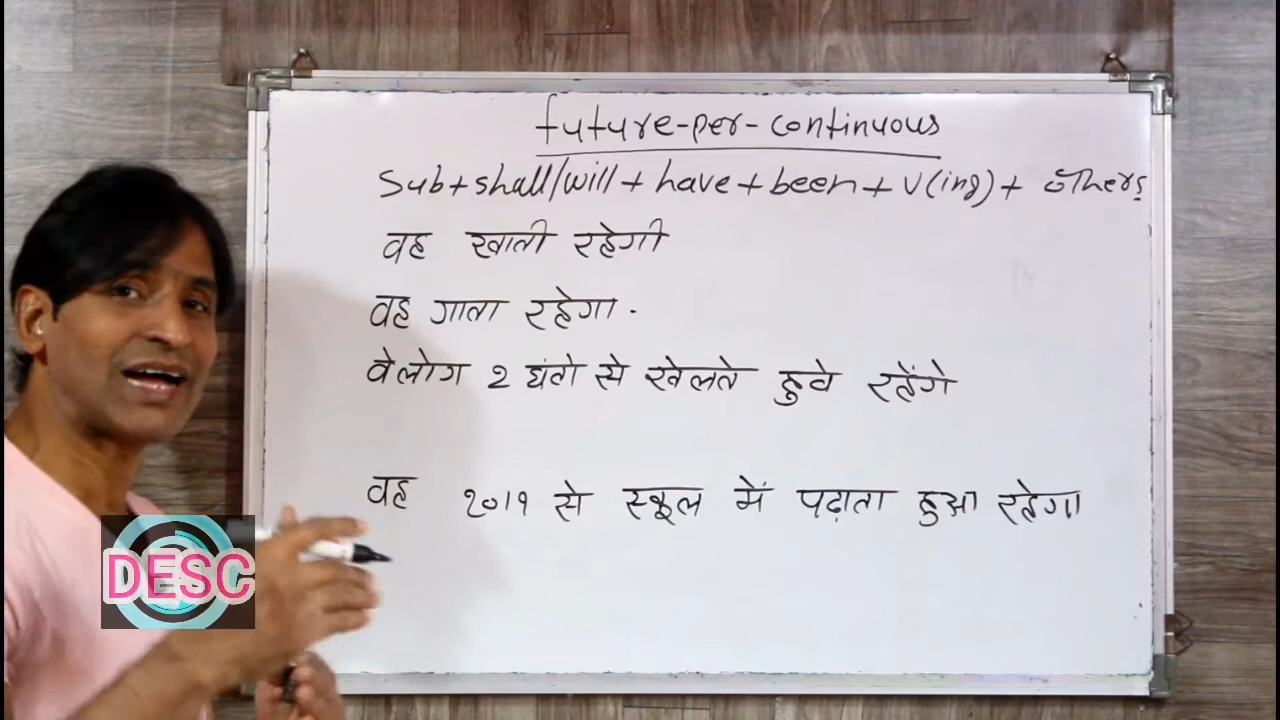 future-per-continuous
Sub+shall/will+have+been+v(ing)+others
वह खाती रहेगी
वह गाता रहेगा.
वे लोग 2 घंटो से खेलते हुवे रहेंगे
वह २०१९ से स्कूल में पढ़ाता हुआ रहेगा
DESC